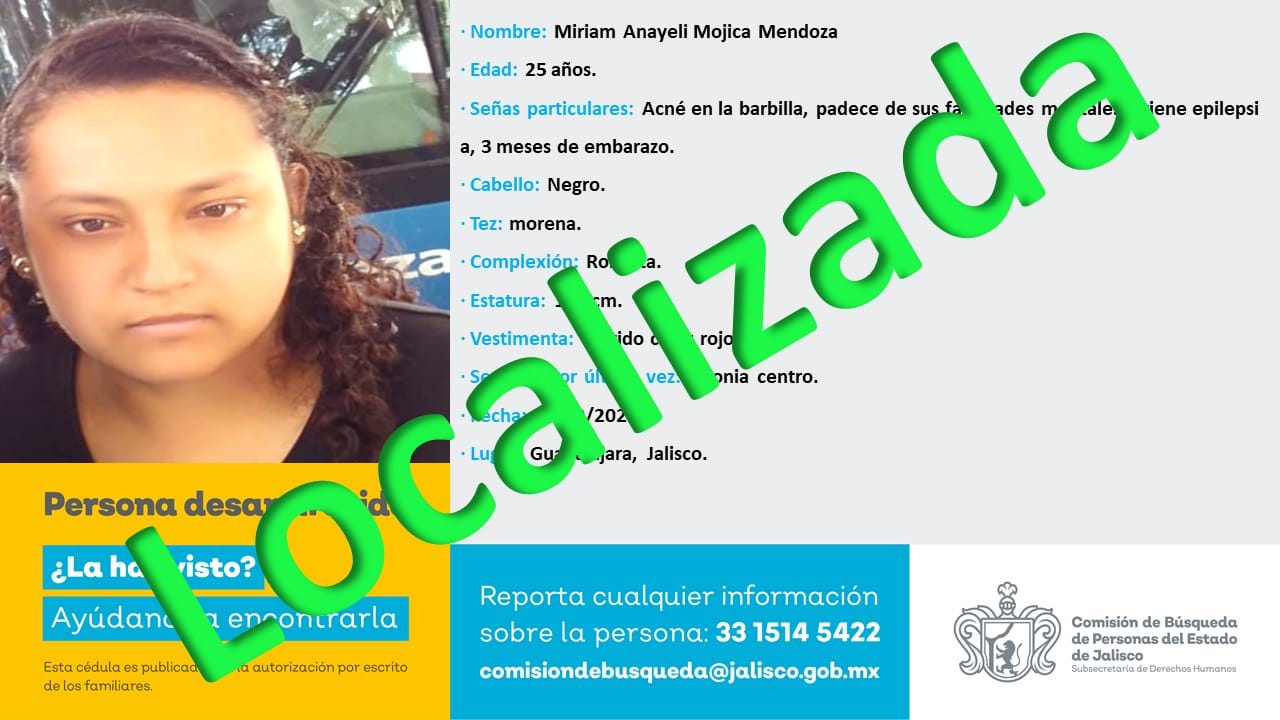 · Nombre: Miriam Anayeli Mojica Mendoza
· Edad: 25 años.
· Señas particulares: Acné en la barbilla, padece de sus epilepsi
a, 3 meses de embarazo.
· Cabello: Negro.
· Tez: morena.
· Complexión:
· Estatura: cm.
· Vestimenta: rojo
vez: centro.
Jalisco.
Localizada
Persona
¿La visto?
encontrarla
Esta cédula es autorización por escrito
de los familiares.
Reporta cualquier información
sobre la persona: 33 1514 5422
comisiondebusqueda@jalisco.gob.mx
Comisión de Búsqueda
de Personas del Estado
de Jalisco
Subsecretaría de Derechos Humanos